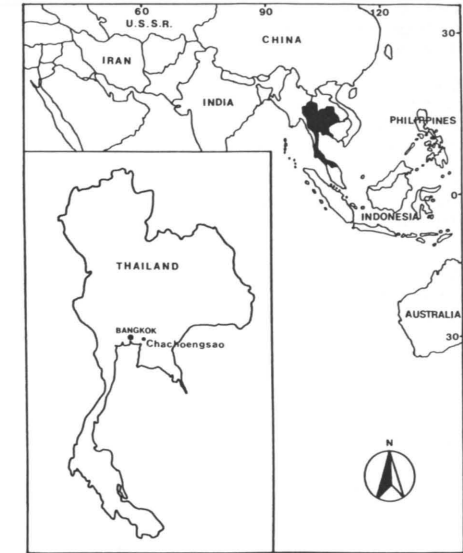 60 90 120
U.S.S.R.
30
CHINA
IRAN
INDIA
PHILIPPINES
0
INDONESIA
THAILAND
AUSTRALIA
BANGKOK
Chachoengsao
30
N